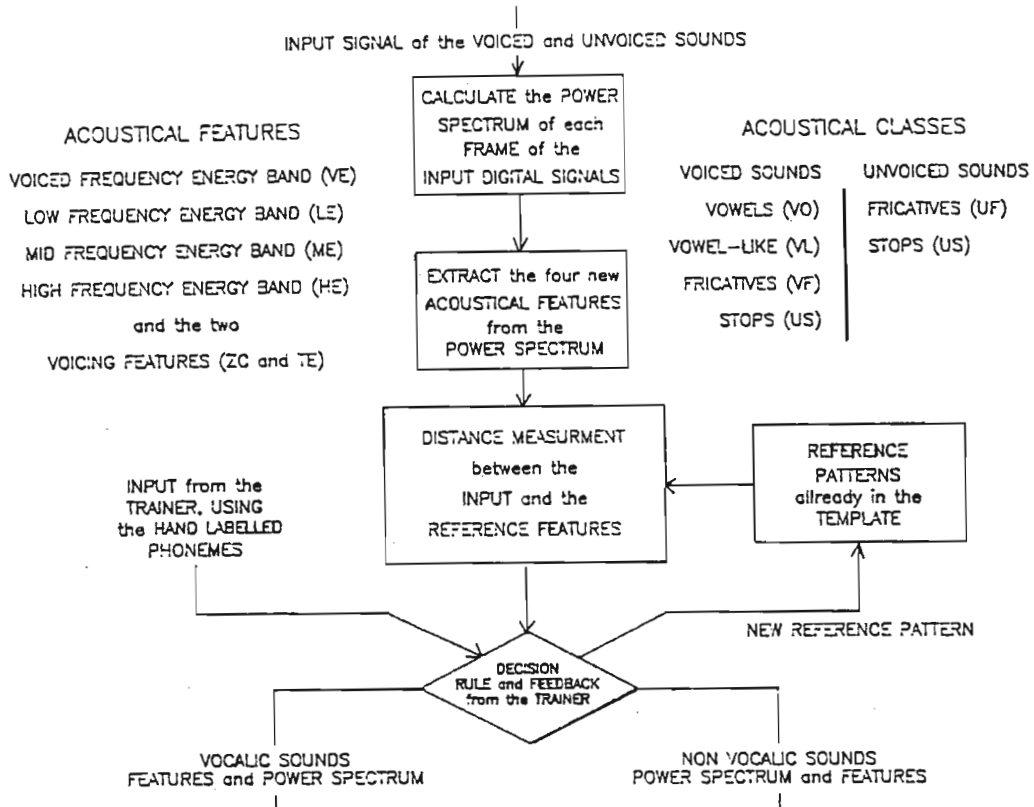 INPUT SIGNAL of the VOICED and UNVOICED SOUNDS
CALCULATE the POWER
SPECTRUM of each
FRAME of the
INPUT DIGITAL SIGNALS
ACOUSTICAL FEATURES
VOICED FREQUENCY ENERGY BAND (VE)
LOW FREQUENCY ENERGY BAND (LE)
MID FREQUENCY ENERGY BAND (ME)
HIGH FREQUENCY ENERGY BAND (HE)
and the two
VOICING FEATURES (ZC and TE)
ACOUSTICAL CLASSES
VOICED SOUNDS
VOWELS (VO)
VOWEL-LIKE (VL)
FRICATIVES (VF)
STOPS (US)
UNVOICED SOUNDS
FRICATIVES (UF)
STOPS (US)
EXTRACT the four new
ACOUSTICAL FEATURES
from the
POWER SPECTRUM
DISTANCE MEASURMENT
between the
INPUT and the
REFERENCE FEATURES
REFERENCE
PATTERNS
allready in the
TEMPLATE
INPUT from the
TRAINER, USING
the HAND LABELLED
PHONEMES
NEW REFERENCE PATTERN
DECISION
RULE and FEEDBACK
from the TRAINER
VOCALIC SOUNDS
FEATURES and POWER SPECTRUM
NON VOCALIC SOUNDS
POWER SPECTRUM and FEATURES